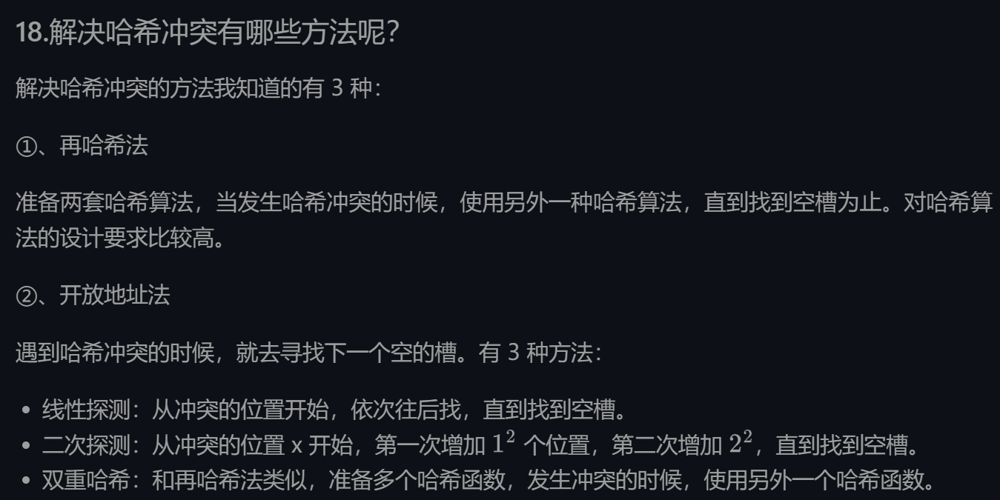 18.解决哈希冲突有哪些方法呢？
解决哈希冲突的方法我知道的有 3 种：
①、再哈希法
准备两套哈希算法，当发生哈希冲突的时候，使用另外一种哈希算法，直到找到空槽为止。对哈希算
法的设计要求比较高。
②、开放地址法
遇到哈希冲突的时候，就去寻找下一个空的槽。有 3 种方法：
• 线性探测：从冲突的位置开始，依次往后找，直到找到空槽。
• 二次探测：从冲突的位置 x 开始，第一次增加 1² 个位置，第二次增加 2²，直到找到空槽。
• 双重哈希：和再哈希法类似，准备多个哈希函数，发生冲突的时候，使用另外一个哈希函数。